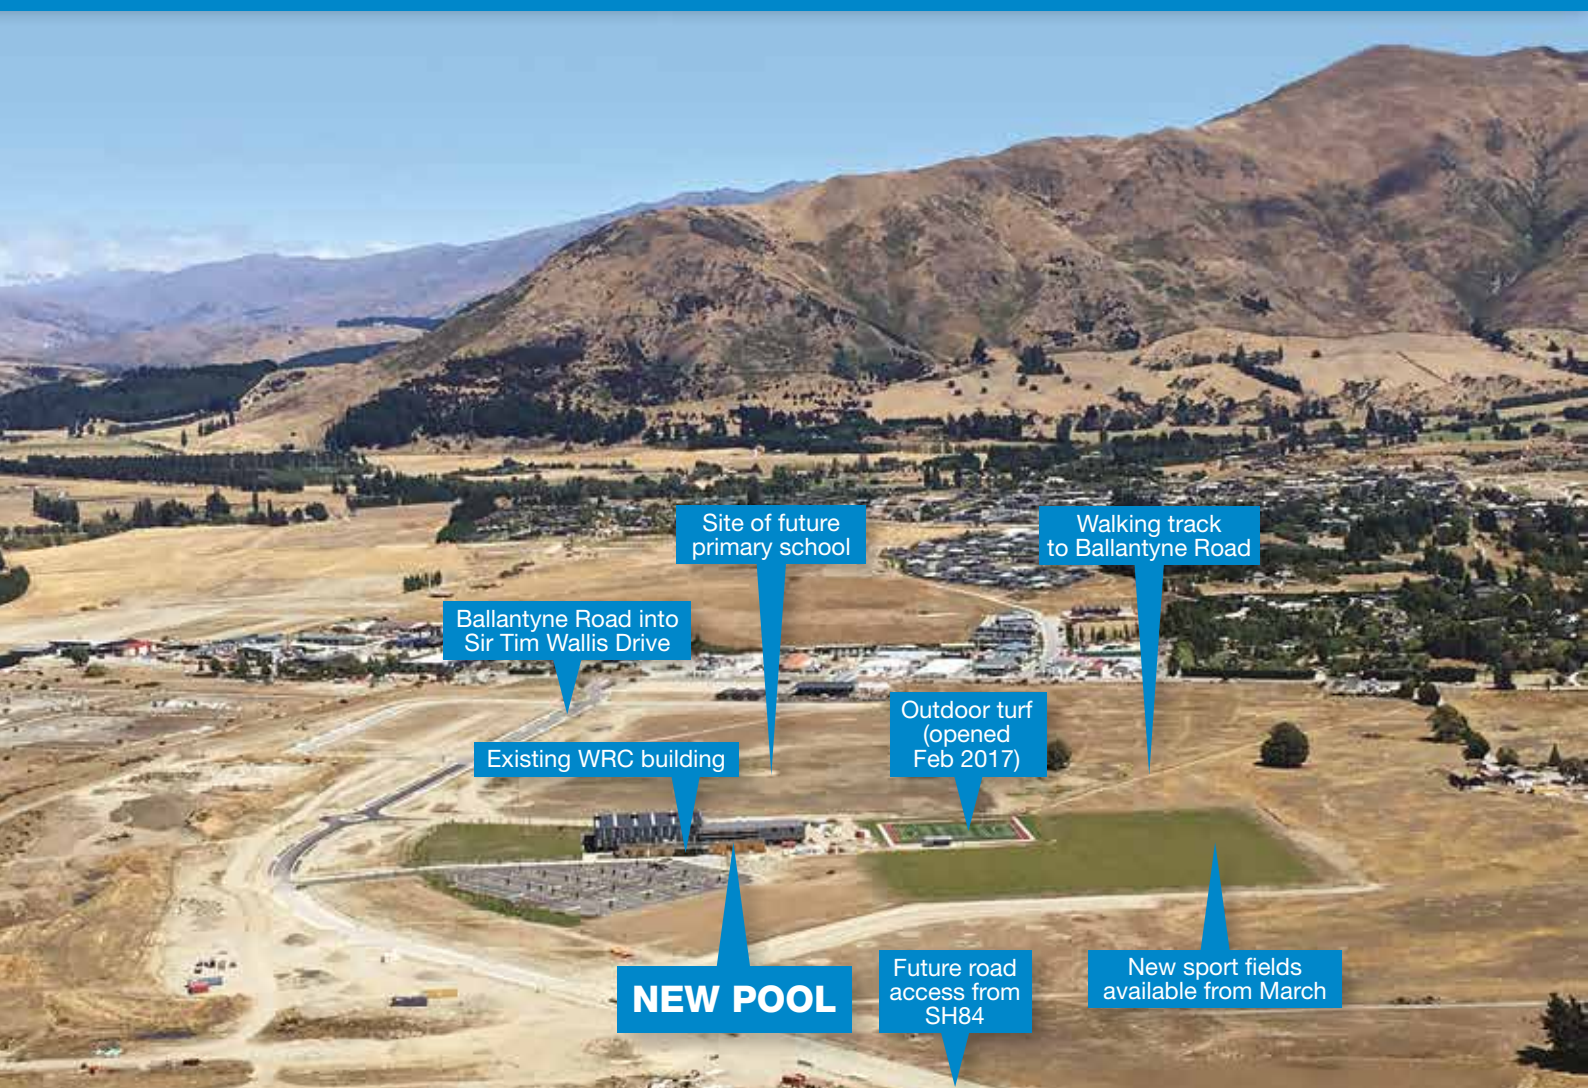 Site of future
primary school
Walking track
to Ballantyne Road
Ballantyne Road into
Sir Tim Wallis Drive
Outdoor turf
(opened
Feb 2017)
Existing WRC building
NEW POOL
Future road
access from
SH84
New sport fields
available from March